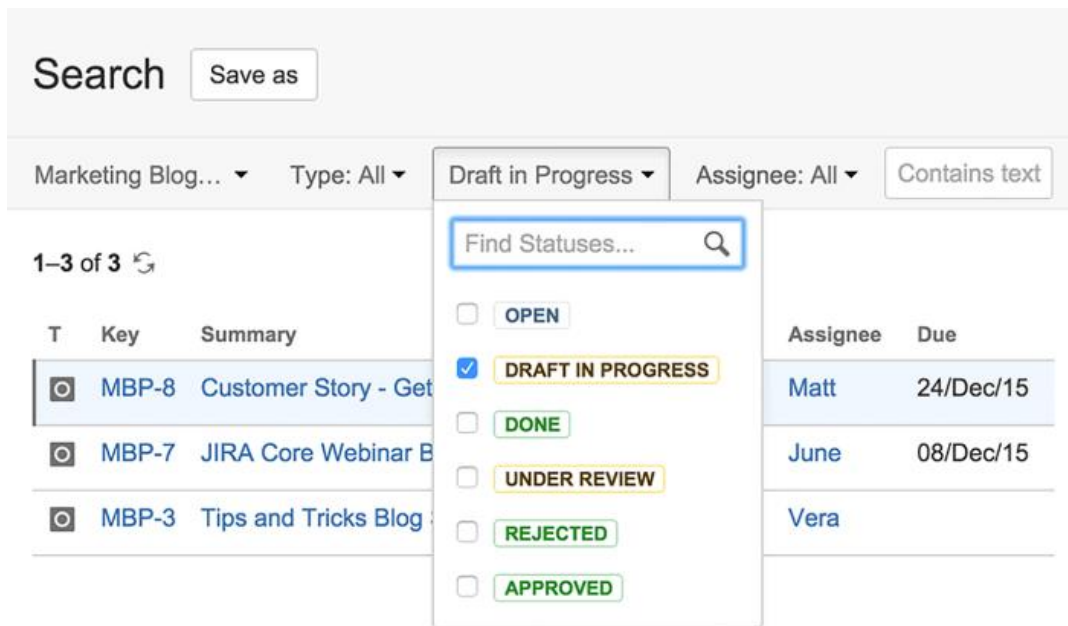 Search Save as
Marketing Blog... Type: All Draft in Progress Assignee: All Contains text
Find Statuses...
1–3 of 3
OPEN
DRAFT IN PROGRESS
DONE
UNDER REVIEW
REJECTED
APPROVED
T Key Summary Assignee Due
MBP-8 Customer Story - Get Matt 24/Dec/15
MBP-7 JIRA Core Webinar B June 08/Dec/15
MBP-3 Tips and Tricks Blog Vera